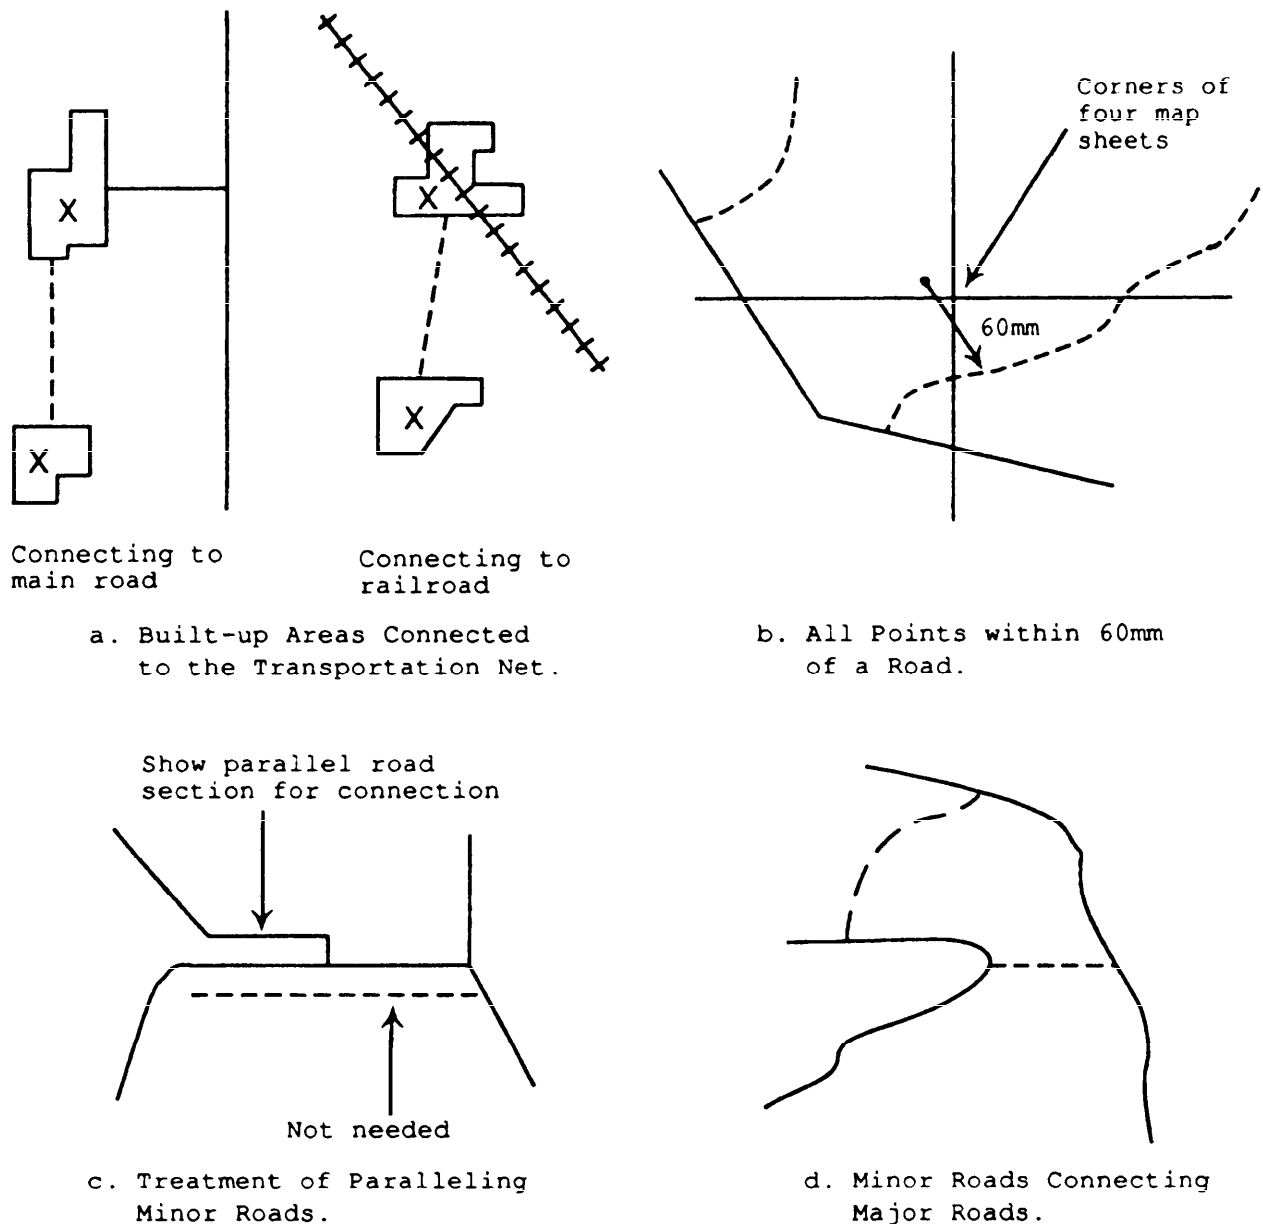 X
X
Connecting to
main road
X
X
Connecting to
railroad
a. Built-up Areas Connected
to the Transportation Net.
Corners of
four map
sheets
60mm
b. All Points within 60mm
of a Road.
Show parallel road
section for connection
Not needed
c. Treatment of Paralleling
Minor Roads.
d. Minor Roads Connecting
Major Roads.